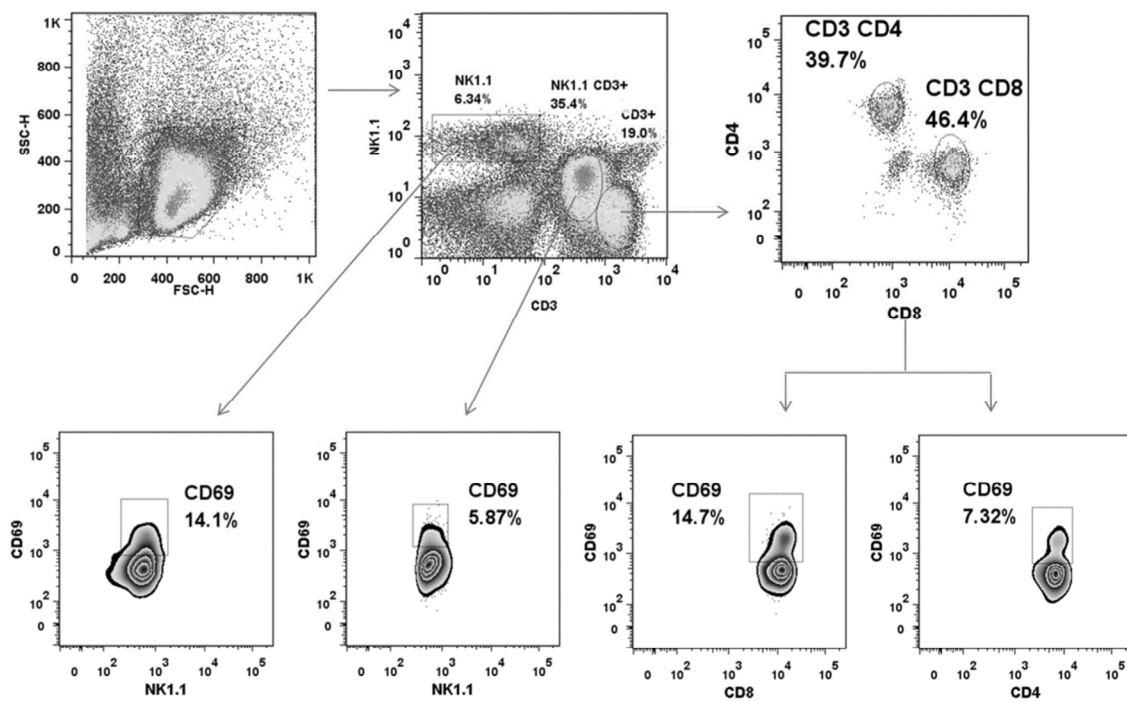 1K
800
600
400
200
0
SSC-H
0 200 400 600 800 1K
FSC-H
10^4
10^3
10^2
10^1
10^0
NK1.1
NK1.1
6.34%
NK1.1 CD3+
35.4%
CD3+
19.0%
0 10^1 10^2 10^3 10^4
CD3
CD3 CD4
39.7%
CD3 CD8
46.4%
10^5
10^4
10^3
10^2
0
CD4
0 10^3 10^4 10^5
CD8
10^5
10^4
10^3
10^2
0
CD69
CD69
14.1%
0 10^2 10^3 10^4 10^5
NK1.1
10^5
10^4
10^3
10^2
0
CD69
CD69
5.87%
0 10^2 10^3 10^4 10^5
NK1.1
10^5
10^4
10^3
10^2
0
CD69
CD69
14.7%
0 10^2 10^3 10^4 10^5
CD8
10^5
10^4
10^3
10^2
0
CD69
CD69
7.32%
0 10^2 10^3 10^4 10^5
CD4